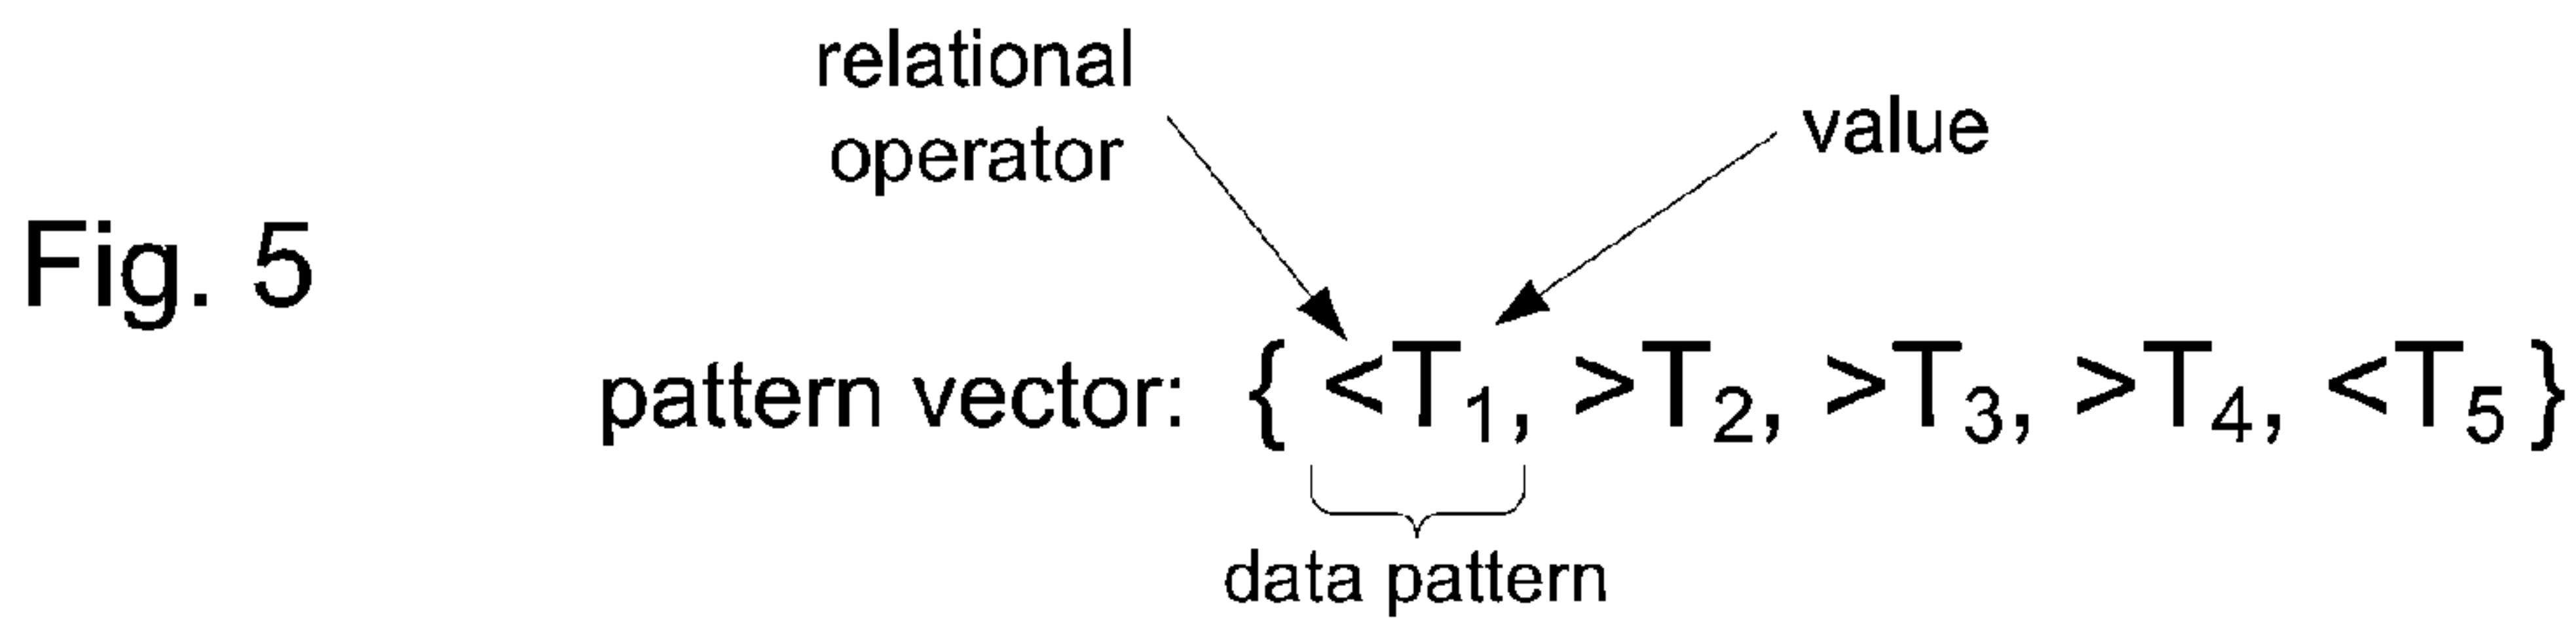 relational
operator
value
Fig. 5
pattern vector: { <T₁, >T₂, >T₃, >T₄, <T₅ }
data pattern